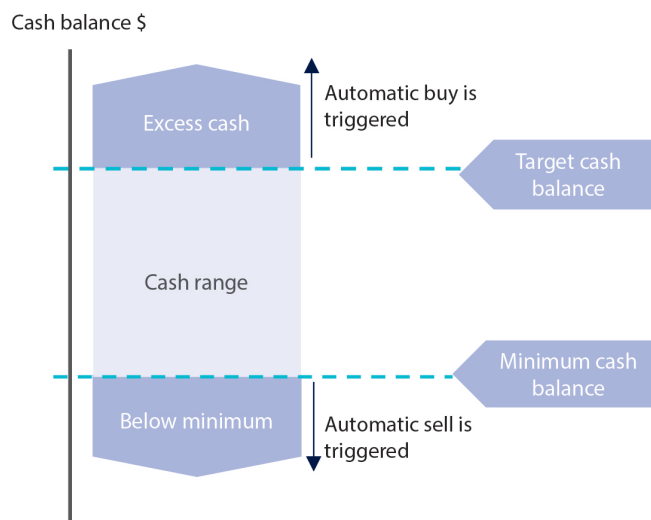 Cash balance $
Excess cash
Automatic buy is
triggered
Target cash
balance
Cash range
Minimum cash
balance
Below minimum
Automatic sell is
triggered